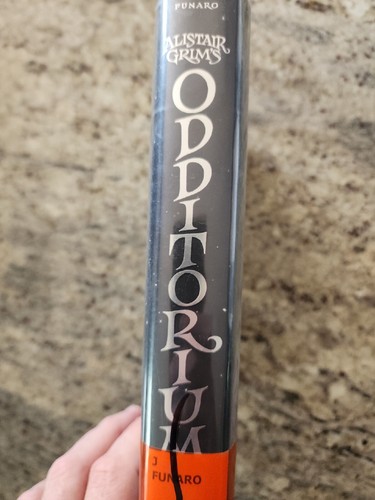 FUNARO
ALISTAIR
GRIM'S
ODDITORIUM
J
FUNARO